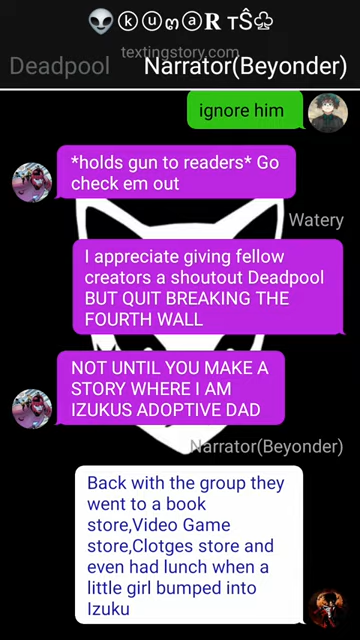 👽ⓀⓤⓂⓐ𝐑 ᴛŜ♧
textingstory.com
Deadpool Narrator(Beyonder)
ignore him
*holds gun to readers* Go
check em out
Watery
I appreciate giving fellow
creators a shoutout Deadpool
BUT QUIT BREAKING THE
FOURTH WALL
NOT UNTIL YOU MAKE A
STORY WHERE I AM
IZUKUS ADOPTIVE DAD
Narrator(Beyonder)
Back with the group they
went to a book
store,Video Game
store,Clotges store and
even had lunch when a
little girl bumped into
Izuku